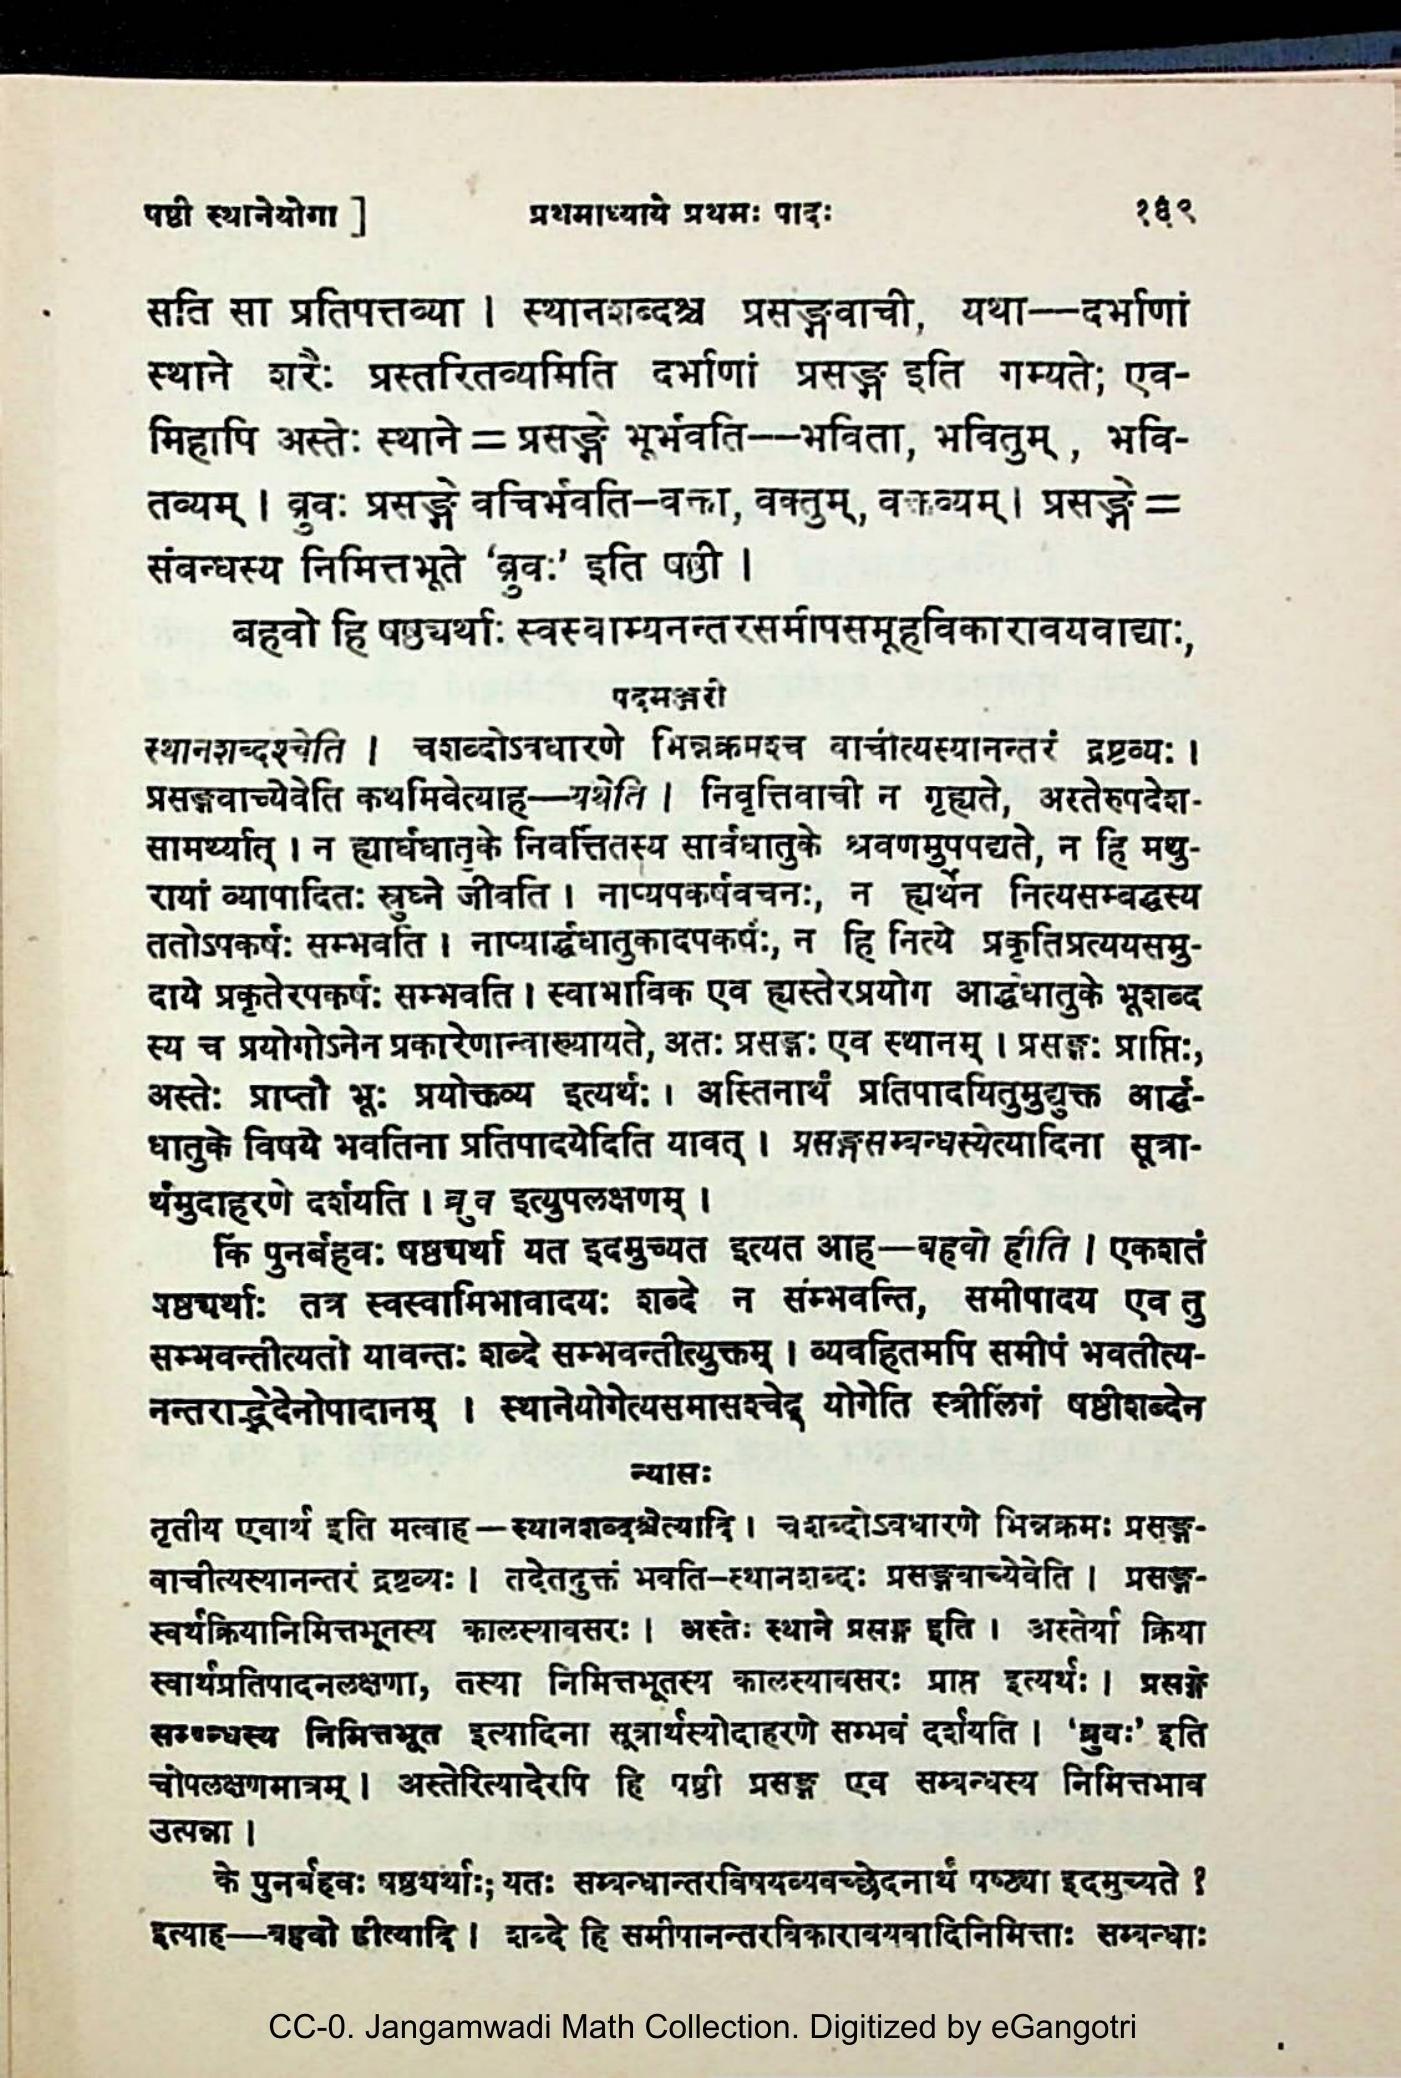 षष्ठी स्थानेयोगा ] प्रथमाध्याये प्रथमः पादः १६९
सति सा प्रतिपत्तव्या । स्थानशब्दश्च प्रसङ्गवाची, यथा––दर्भाणां
स्थाने शरैः प्रस्तरितव्यमिति दर्भाणां प्रसङ्ग इति गम्यते; एव-
मिहापि अस्तेः स्थाने = प्रसङ्गे भूर्भवति––भविता, भवितुम् , भवि-
तव्यम् । ब्रुवः प्रसङ्गे वचिर्भवति–वक्ता, वक्तुम्, वक्तव्यम् । प्रसङ्गे =
संबन्धस्य निमित्तभूते ‘ब्रुवः’ इति षष्ठी ।
बहवो हि षष्ठ्यर्थाः स्वस्वाम्यनन्तरसमीपसमूहविकारावयवाद्याः,
पदमञ्जरी
स्थानशब्दश्चेति । चशब्दोऽवधारणे भिन्नक्रमश्च वाचीत्यस्यानन्तरं द्रष्टव्यः ।
प्रसङ्गवाच्येवेति कथमिवेत्याह—यथेति । निवृत्तिवाची न गृह्यते, अस्तेरुपदेश-
सामर्थ्यात् । न ह्यार्धधातुके निवर्त्तितस्य सार्वधातुके श्रवणमुपपद्यते, न हि मथु-
रायां व्यापादितः स्रुघ्ने जीवति । नाप्यपकर्षवचनः, न ह्यर्थेन नित्यसम्बद्धस्य
ततोऽपकर्षः सम्भवति । नाप्यार्द्धधातुकादपकर्षः, न हि नित्ये प्रकृतिप्रत्ययसमु-
दाये प्रकृतेरपकर्षः सम्भवति । स्वाभाविक एव ह्यस्तेरप्रयोग आर्द्धधातुके भूशब्द
स्य च प्रयोगोऽनेन प्रकारेणान्वाख्यायते, अतः प्रसङ्गः एव स्थानम् । प्रसङ्गः प्राप्तिः,
अस्तेः प्राप्तौ भूः प्रयोक्तव्य इत्यर्थः । अस्तिनार्थं प्रतिपादयितुमुद्युक्त आर्द्ध-
धातुके विषये भवतिना प्रतिपादयेदिति यावत् । प्रसङ्गसम्बन्धस्येत्यादिना सूत्रा-
र्थमुदाहरणे दर्शयति । ब्रुव इत्युपलक्षणम् ।
किं पुनर्बहवः षष्ठ्यर्था यत इदमुच्यत इत्यत आह—बहवो हीति । एकशतं
षष्ठ्यर्थाः तत्र स्वस्वामिभावादयः शब्दे न संम्भवन्ति, समीपादय एव तु
सम्भवन्तीत्यतो यावन्तः शब्दे सम्भवन्तीत्युक्तम् । व्यवहितमपि समीपं भवतीत्य-
नन्तराद्भेदेनोपादानम् । स्थानेयोगेत्यसमासश्चेद् योगेति स्त्रीलिंगं षष्ठीशब्देन
न्यासः
तृतीय एवार्थ इति मत्वाह—स्थानशब्दश्चेत्यादि । चशब्दोऽवधारणे भिन्नक्रमः प्रसङ्ग-
वाचीत्यस्यानन्तरं द्रष्टव्यः । तदेतदुक्तं भवति–स्थानशब्दः प्रसङ्गवाच्येवेति । प्रसङ्ग-
स्वर्थक्रियानिमित्तभूतस्य कालस्यावसरः । अस्तेः स्थाने प्रसङ्ग इति । अस्तेर्या क्रिया
स्वार्थप्रतिपादनलक्षणा, तस्या निमित्तभूतस्य कालस्यावसरः प्राप्त इत्यर्थः । प्रसङ्गे
सम्बन्धस्य निमित्तभूत इत्यादिना सूत्रार्थस्योदाहरणे सम्भवं दर्शयति । ‘ब्रुवः’ इति
चोपलक्षणमात्रम् । अस्तेरित्यादेरपि हि षष्ठी प्रसङ्ग एव सम्बन्धस्य निमित्तभाव
उत्पन्ना ।
के पुनर्बहवः षष्ठ्यर्थाः; यतः सम्बन्धान्तरविषयव्यवच्छेदनार्थं षष्ठ्या इदमुच्यते ?
इत्याह—बहवो हीत्यादि । शब्दे हि समीपानन्तरविकारावयवादिनिमित्ताः सम्बन्धाः
CC-0. Jangamwadi Math Collection. Digitized by eGangotri